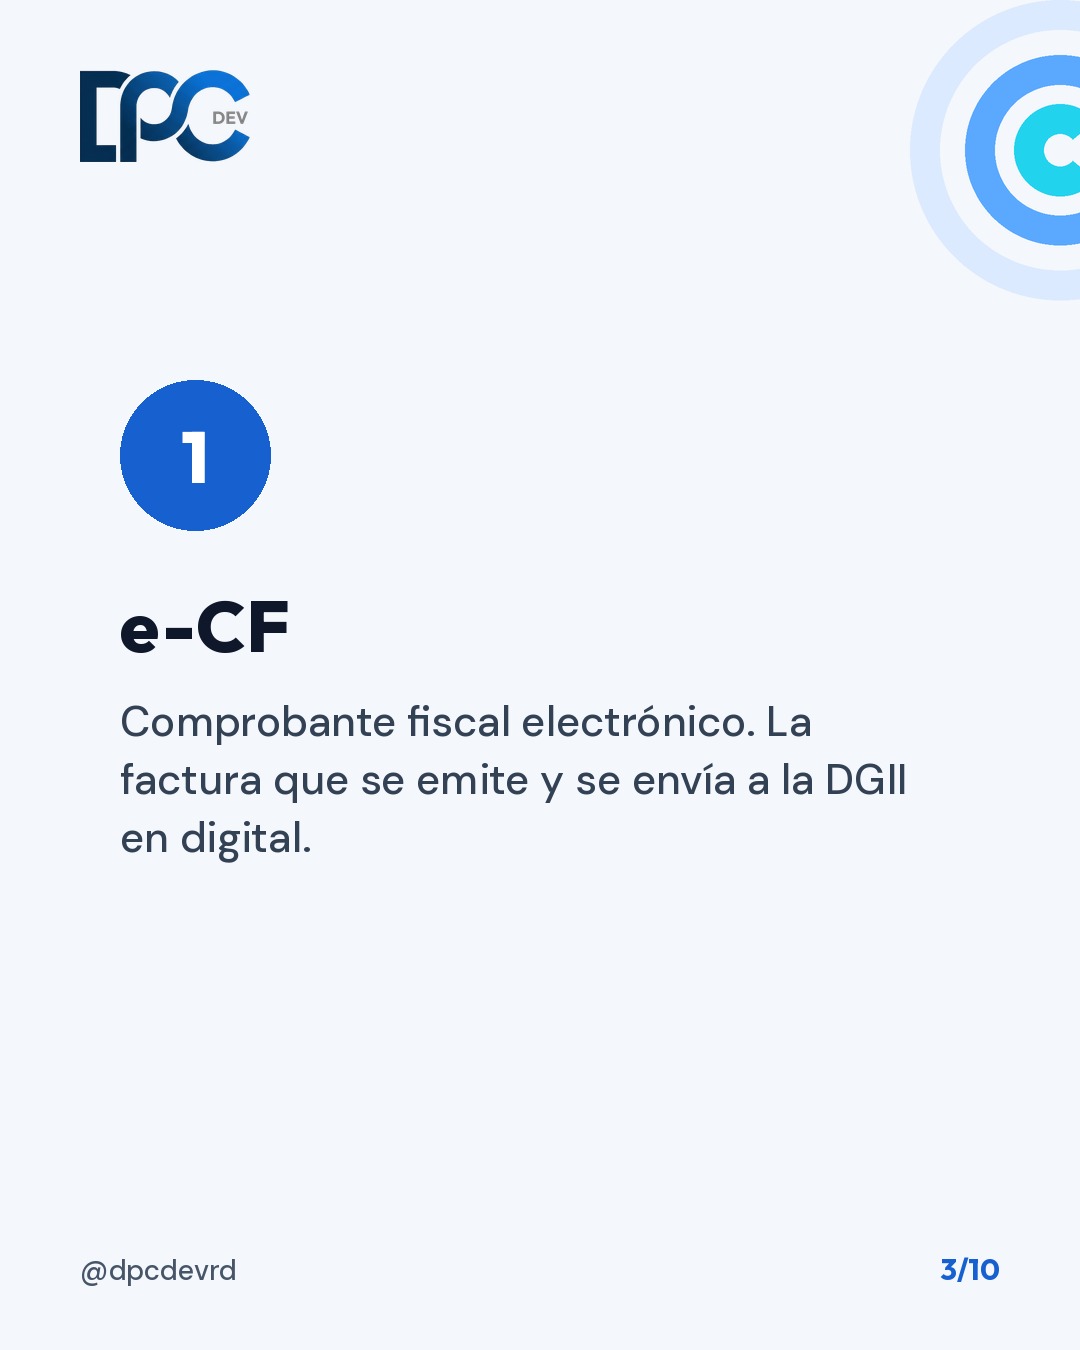 DPC
DEV
1
e-CF
Comprobante fiscal electrónico. La
factura que se emite y se envía a la DGII
en digital.
@dpcdevrd
3/10